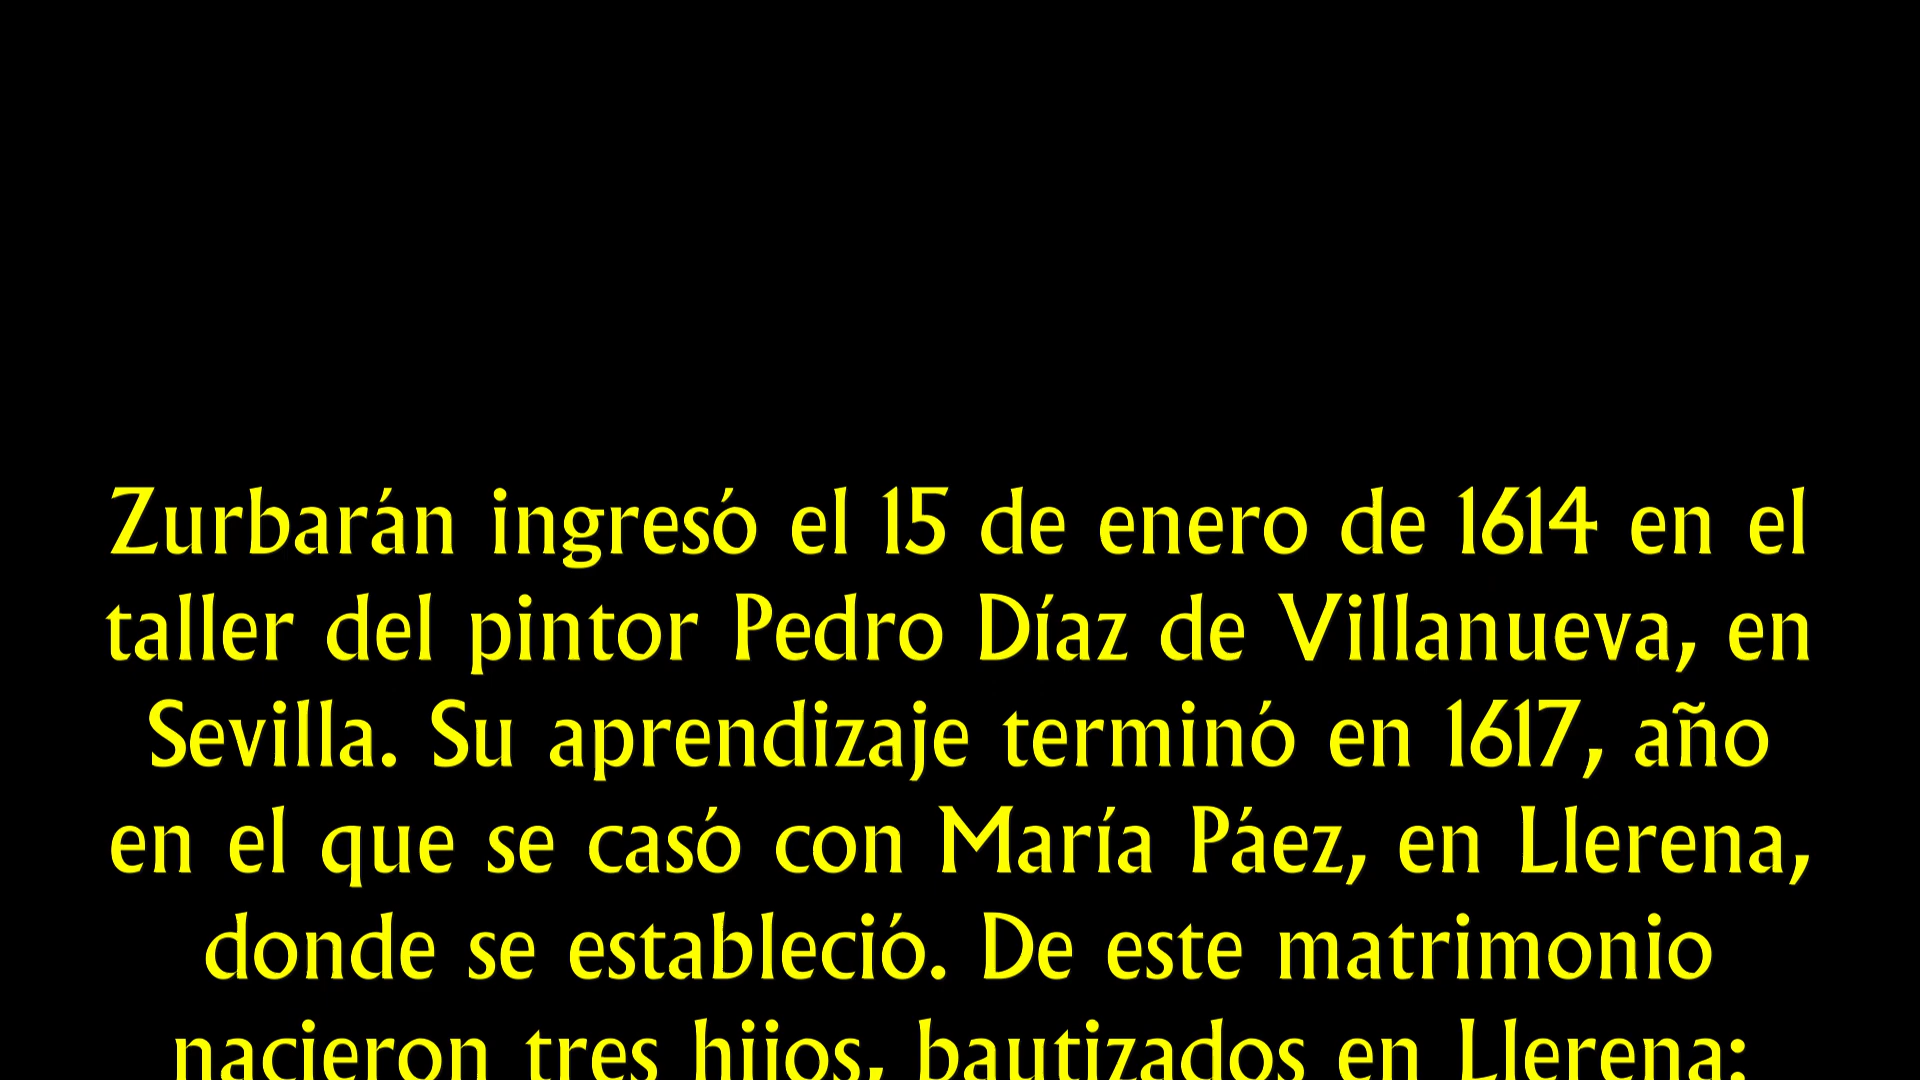 Zurbarán ingresó el 15 de enero de 1614 en el
taller del pintor Pedro Díaz de Villanueva, en
Sevilla. Su aprendizaje terminó en 1617, año
en el que se casó con María Páez, en Llerena,
donde se estableció. De este matrimonio
nacieron tres hijos, bautizados en Llerena: